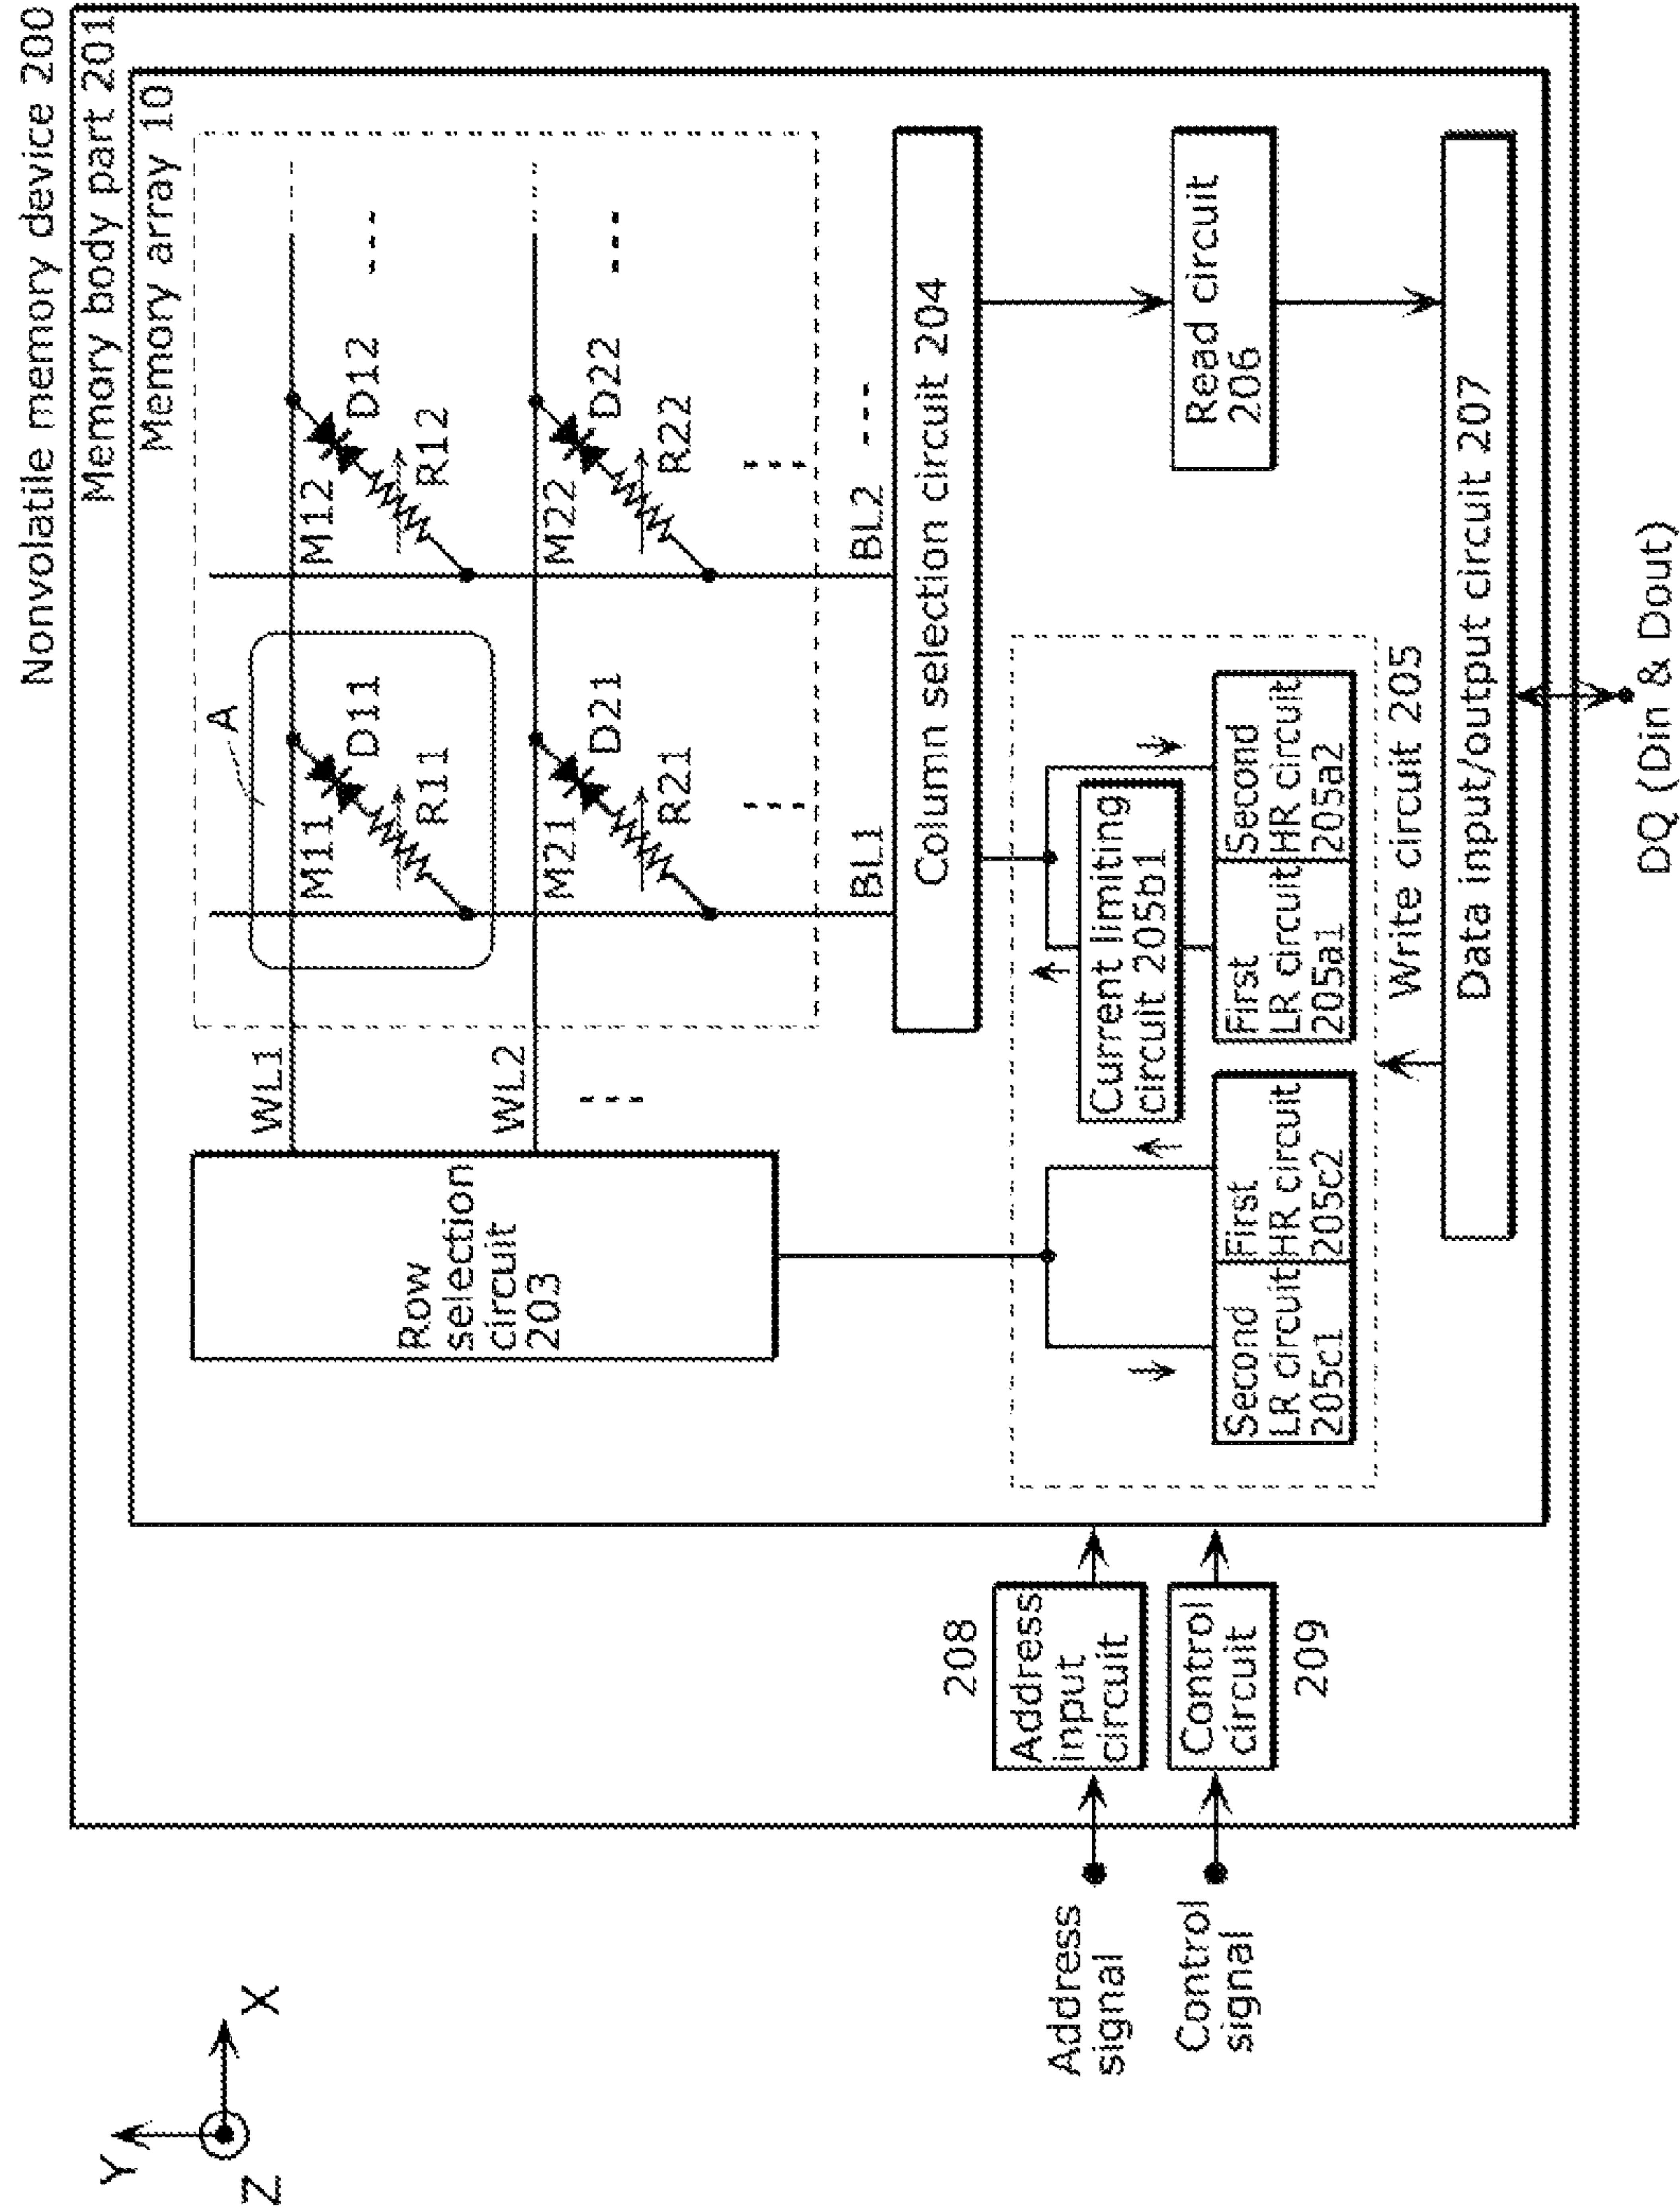 Nonvolatile memory device 200
Memory body part 201
Memory array 10
Y
X
Z
A
WL1
M11
D11
R11
M12
D12
R12
WL2
M21
D21
R21
M22
D22
R22
BL1
BL2
Row
selection
circuit
203
Column selection circuit 204
208
Address
input
circuit
Address
signal
Control
circuit
209
Control
signal
Current limiting
circuit 205b1
Second
LR circuit
205c1
First
HR circuit
205c2
First
LR circuit
205a1
Second
HR circuit
205a2
Write circuit 205
Read circuit
206
Data input/output circuit 207
DQ (Din & Dout)